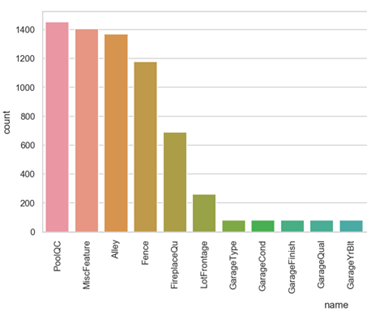 1400
1200
1000
800
600
400
200
0
count
PoolQC
MiscFeature
Alley
Fence
FireplaceQu
LotFrontage
GarageType
GarageCond
GarageFinish
GarageQual
GarageYrBlt
name